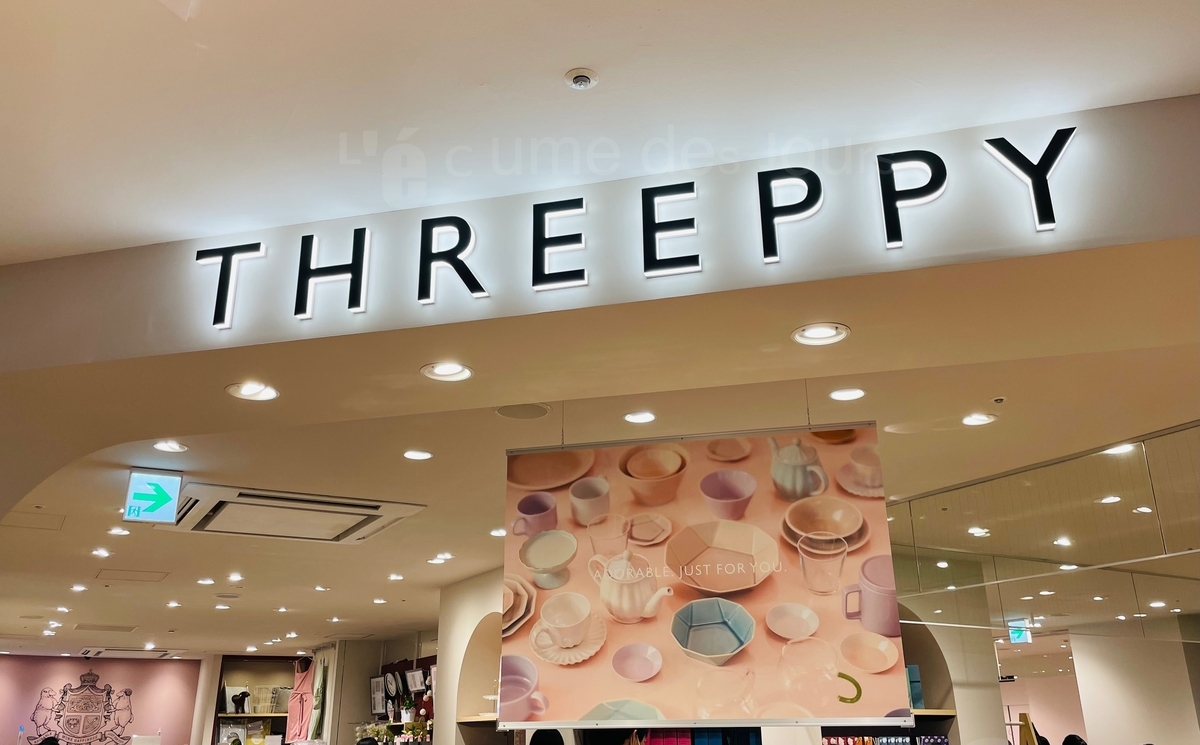 L'écume des jours
THREEPPY
ADORABLE. JUST FOR YOU.